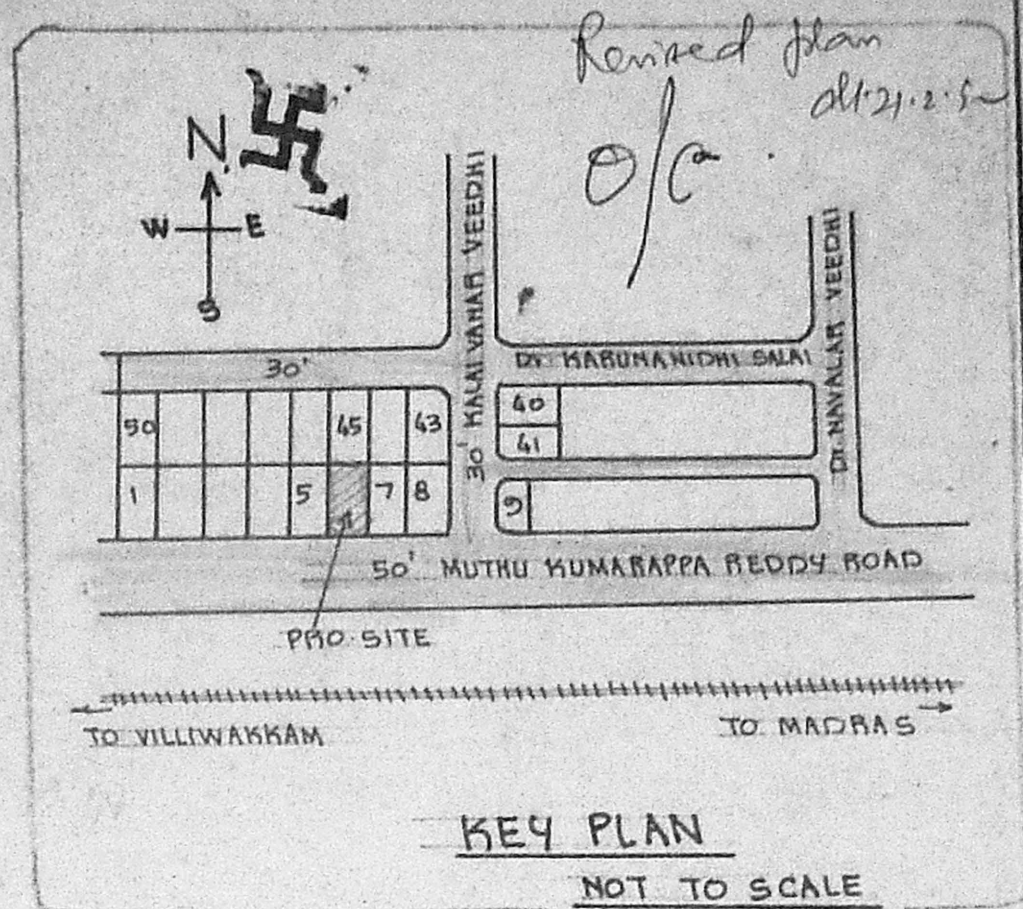 Revised plan
O/C
N
W E
S
30' KALAIVANAR VEEDHI
Dr. NAVALAR VEEDHI
30'
Dr KARUNANIDHI SALAI
50 45 43
40
41
1 5 7 8
9
50' MUTHU KUMARAPPA REDDY ROAD
PRO. SITE
TO VILLIWAKKAM
TO MADRAS
KEY PLAN
NOT TO SCALE